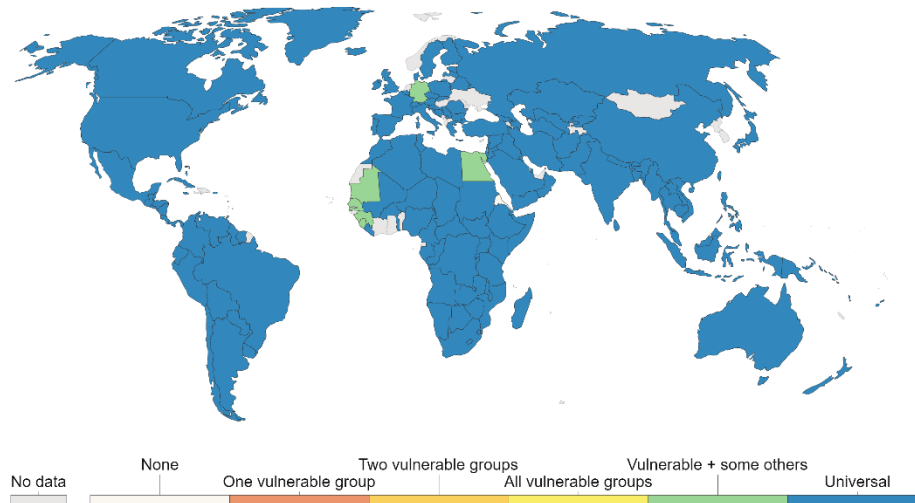 None
Two vulnerable groups
Vulnerable + some others
No data
One vulnerable group
All vulnerable groups
Universal